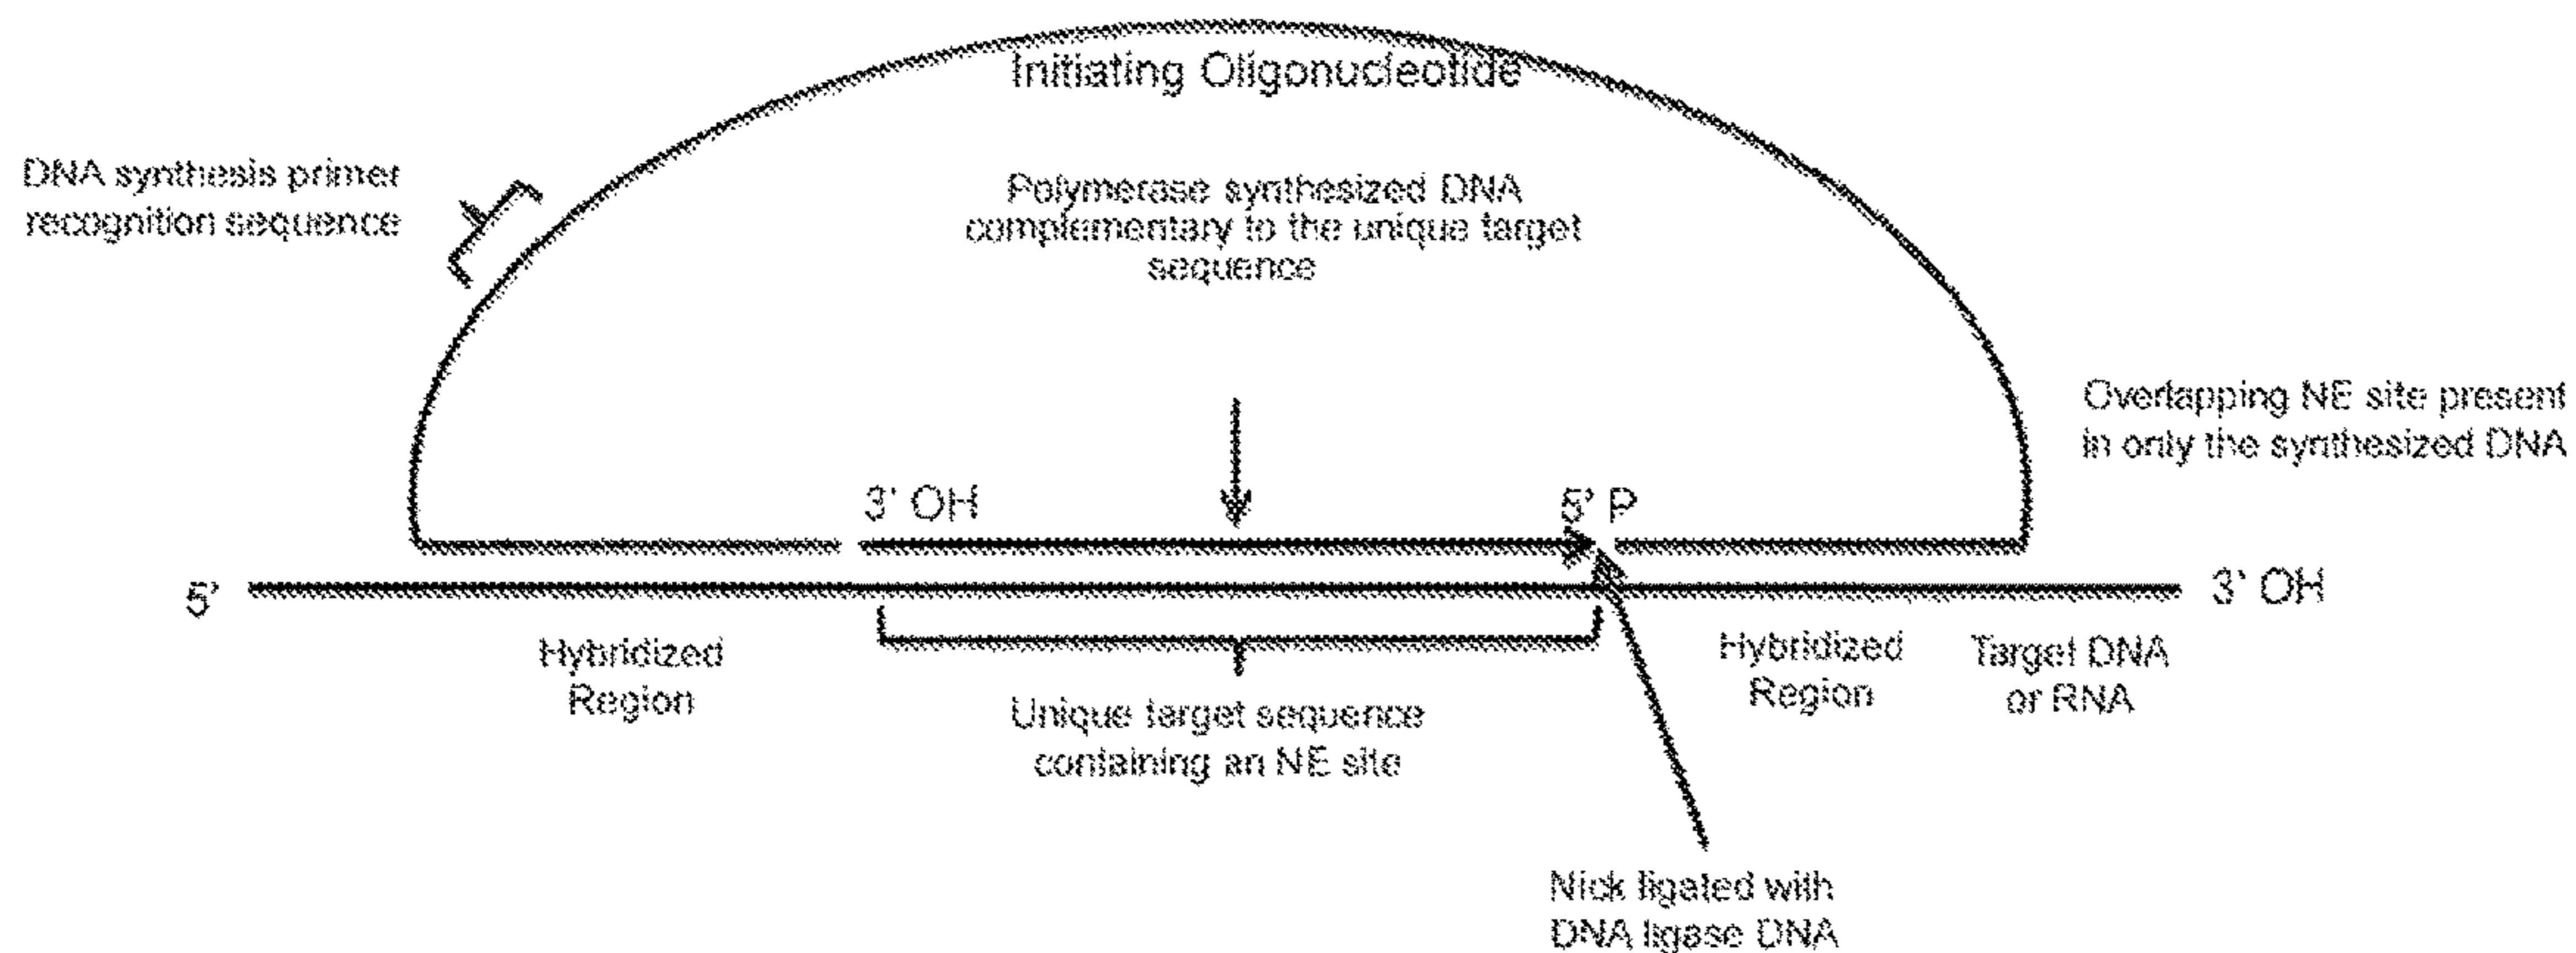 Initiating Oligonucleotide
DNA synthesis primer
recognition sequence
Polymerase synthesized DNA
complementary to the unique target
sequence
Overlapping NE site present
in only the synthesized DNA
3' OH
5' P
5'
3' OH
Hybridized
Region
Unique target sequence
containing an NE site
Hybridized
Region
Target DNA
or RNA
Nick ligated with
DNA ligase DNA